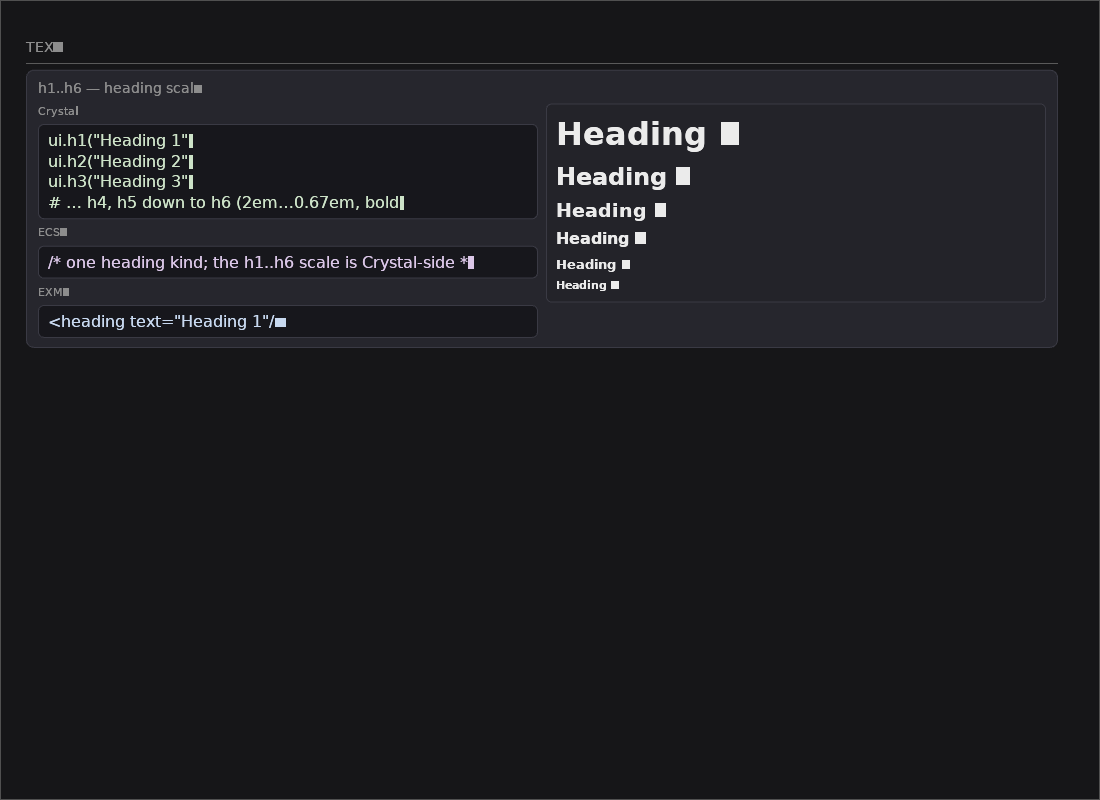 TEX
h1..h6 — heading scal
Crystal
ui.h1("Heading 1"
ui.h2("Heading 2"
ui.h3("Heading 3"
# … h4, h5 down to h6 (2em…0.67em, bold
ECS
/* one heading kind; the h1..h6 scale is Crystal-side *
EXM
<heading text="Heading 1"/
Heading
Heading
Heading
Heading
Heading
Heading